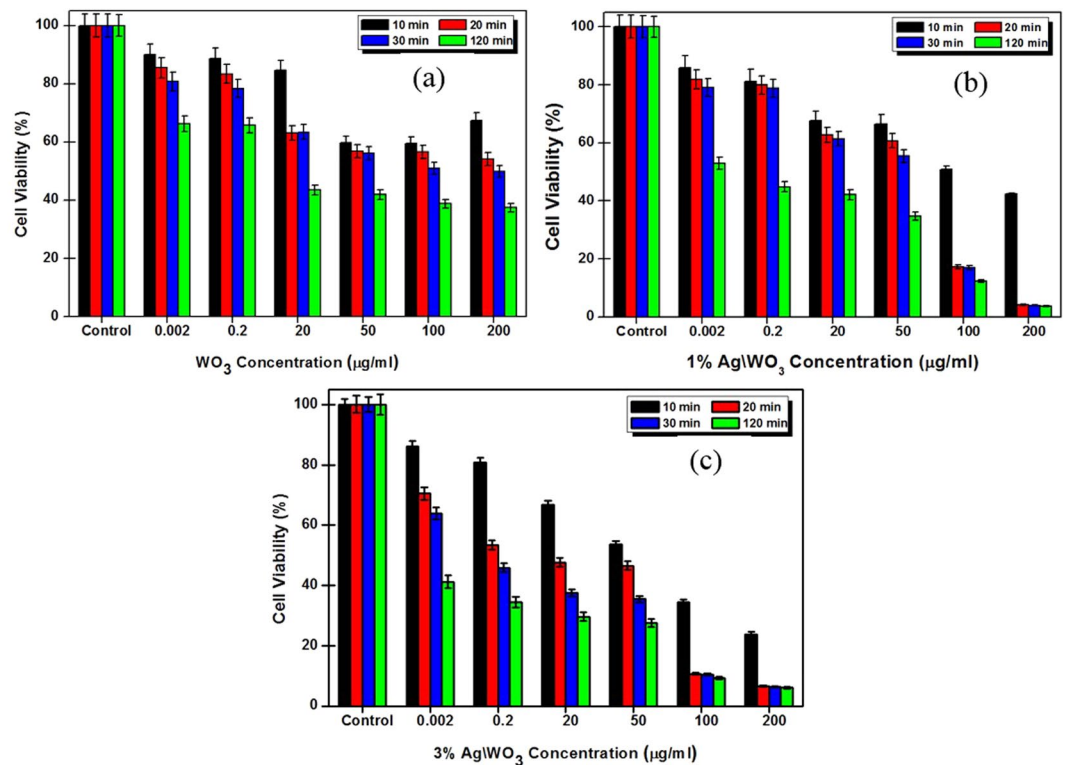 100
80
60
40
20
0
Cell Viability (%)
10 min 20 min
30 min 120 min
(a)
Control 0.002 0.2 20 50 100 200
WO₃ Concentration (μg/ml)
100
80
60
40
20
0
Cell Viability (%)
10 min 20 min
30 min 120 min
(b)
Control 0.002 0.2 20 50 100 200
1% Ag\WO₃ Concentration (μg/ml)
100
80
60
40
20
0
Cell Viability (%)
10 min 20 min
30 min 120 min
(c)
Control 0.002 0.2 20 50 100 200
3% Ag\WO₃ Concentration (μg/ml)